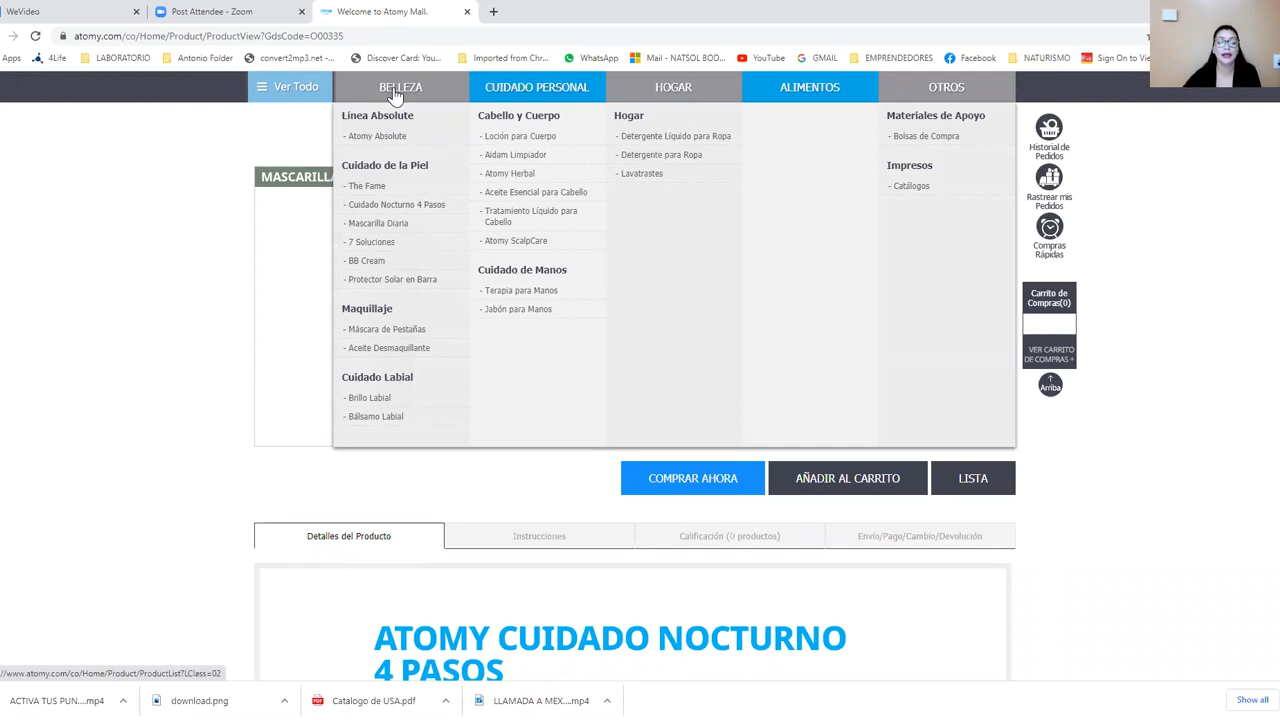 WeVideo
Post Attendee - Zoom
Welcome to Atomy Mall.
atomy.com/co/Home/Product/ProductView?GdsCode=O00335
Apps
4Life
LABORATORIO
Antonio Folder
convert2mp3.net -...
Discover Card: Your...
Imported from Chr...
WhatsApp
Mail - NATSOL BOD...
YouTube
GMAIL
EMPRENDEDORES
Facebook
NATURISMO
Sign On to Vie
Ver Todo
BELLEZA
CUIDADO PERSONAL
HOGAR
ALIMENTOS
OTROS
Línea Absolute
- Atomy Absolute
Cuidado de la Piel
- The Fame
- Cuidado Nocturno 4 Pasos
- Mascarilla Diaria
- 7 Soluciones
- BB Cream
- Protector Solar en Barra
Maquillaje
- Máscara de Pestañas
- Aceite Desmaquillante
Cuidado Labial
- Brillo Labial
- Bálsamo Labial
Cabello y Cuerpo
- Loción para Cuerpo
- Aidam Limpiador
- Atomy Herbal
- Aceite Esencial para Cabello
- Tratamiento Líquido para
Cabello
- Atomy ScalpCare
Cuidado de Manos
- Terapia para Manos
- Jabón para Manos
Hogar
- Detergente Líquido para Ropa
- Detergente para Ropa
- Lavatrastes
Materiales de Apoyo
- Bolsas de Compra
Impresos
- Catálogos
MASCARILLA
Historial de
Pedidos
Rastrear mis
Pedidos
Compras
Rápidas
Carrito de
Compras(0)
VER CARRITO
DE COMPRAS +
Arriba
COMPRAR AHORA
AÑADIR AL CARRITO
LISTA
Detalles del Producto
Instrucciones
Calificación (0 productos)
Envío/Pago/Cambio/Devolución
ATOMY CUIDADO NOCTURNO
4 PASOS
//www.atomy.com/co/Home/Product/ProductList?LClass=02
ACTIVA TUS PUN....mp4
download.png
Catalogo de USA.pdf
LLAMADA A MEX....mp4
Show all